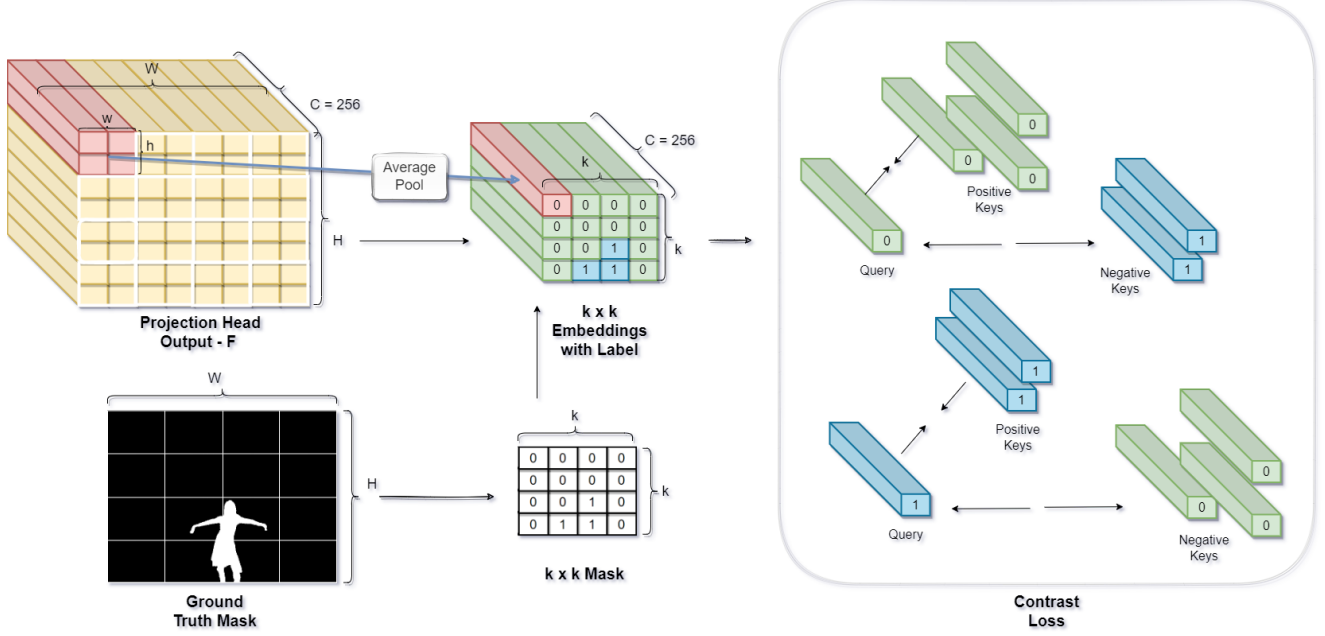 W
C = 256
w
h
H
Projection Head
Output - F
Average
Pool
C = 256
k
0 0 0 0
0 0 0 0
0 0 1 0
0 1 1 0
k
k x k
Embeddings
with Label
W
H
Ground
Truth Mask
k
0 0 0 0
0 0 0 0
0 0 1 0
0 1 1 0
k
k x k Mask
0
0
0
Positive
Keys
0
Query
1
1
Negative
Keys
1
1
Positive
Keys
1
Query
0
0
0
Negative
Keys
Contrast
Loss